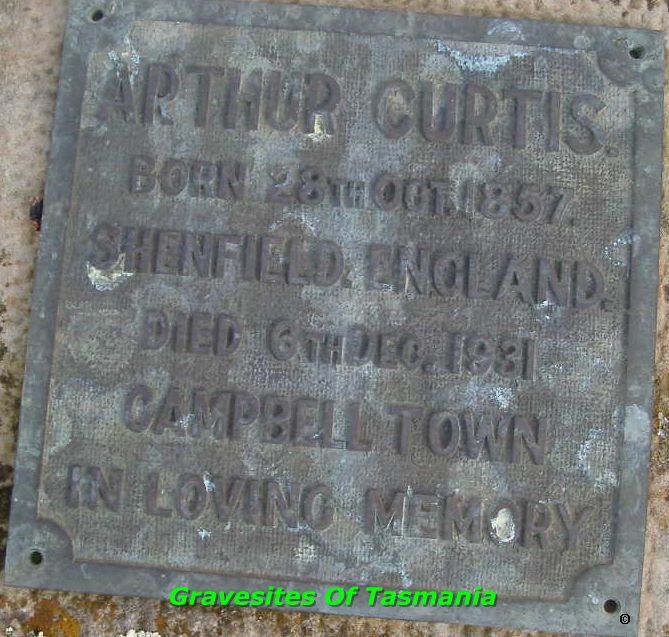 ARTHUR CURTIS.
BORN 28TH OCT. 1857.
SHENFIELD. ENGLAND.
DIED 6TH DEC. 1931
CAMPBELL TOWN
IN LOVING MEMORY
Gravesites Of Tasmania
©